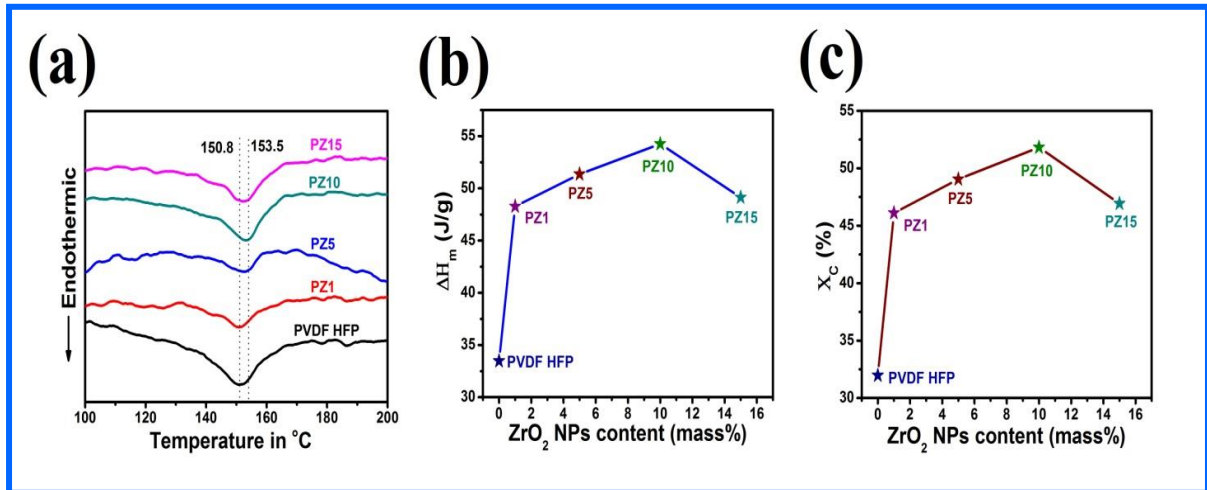 (a)
150.8
153.5
PZ15
PZ10
PZ5
PZ1
PVDF HFP
Endothermic
100 120 140 160 180 200
Temperature in °C
(b)
55
50
45
40
35
30
ΔHm (J/g)
PVDF HFP
PZ1
PZ5
PZ10
PZ15
0 2 4 6 8 10 12 14 16
ZrO2 NPs content (mass%)
(c)
55
50
45
40
35
30
XC (%)
PVDF HFP
PZ1
PZ5
PZ10
PZ15
0 2 4 6 8 10 12 14 16
ZrO2 NPs content (mass%)